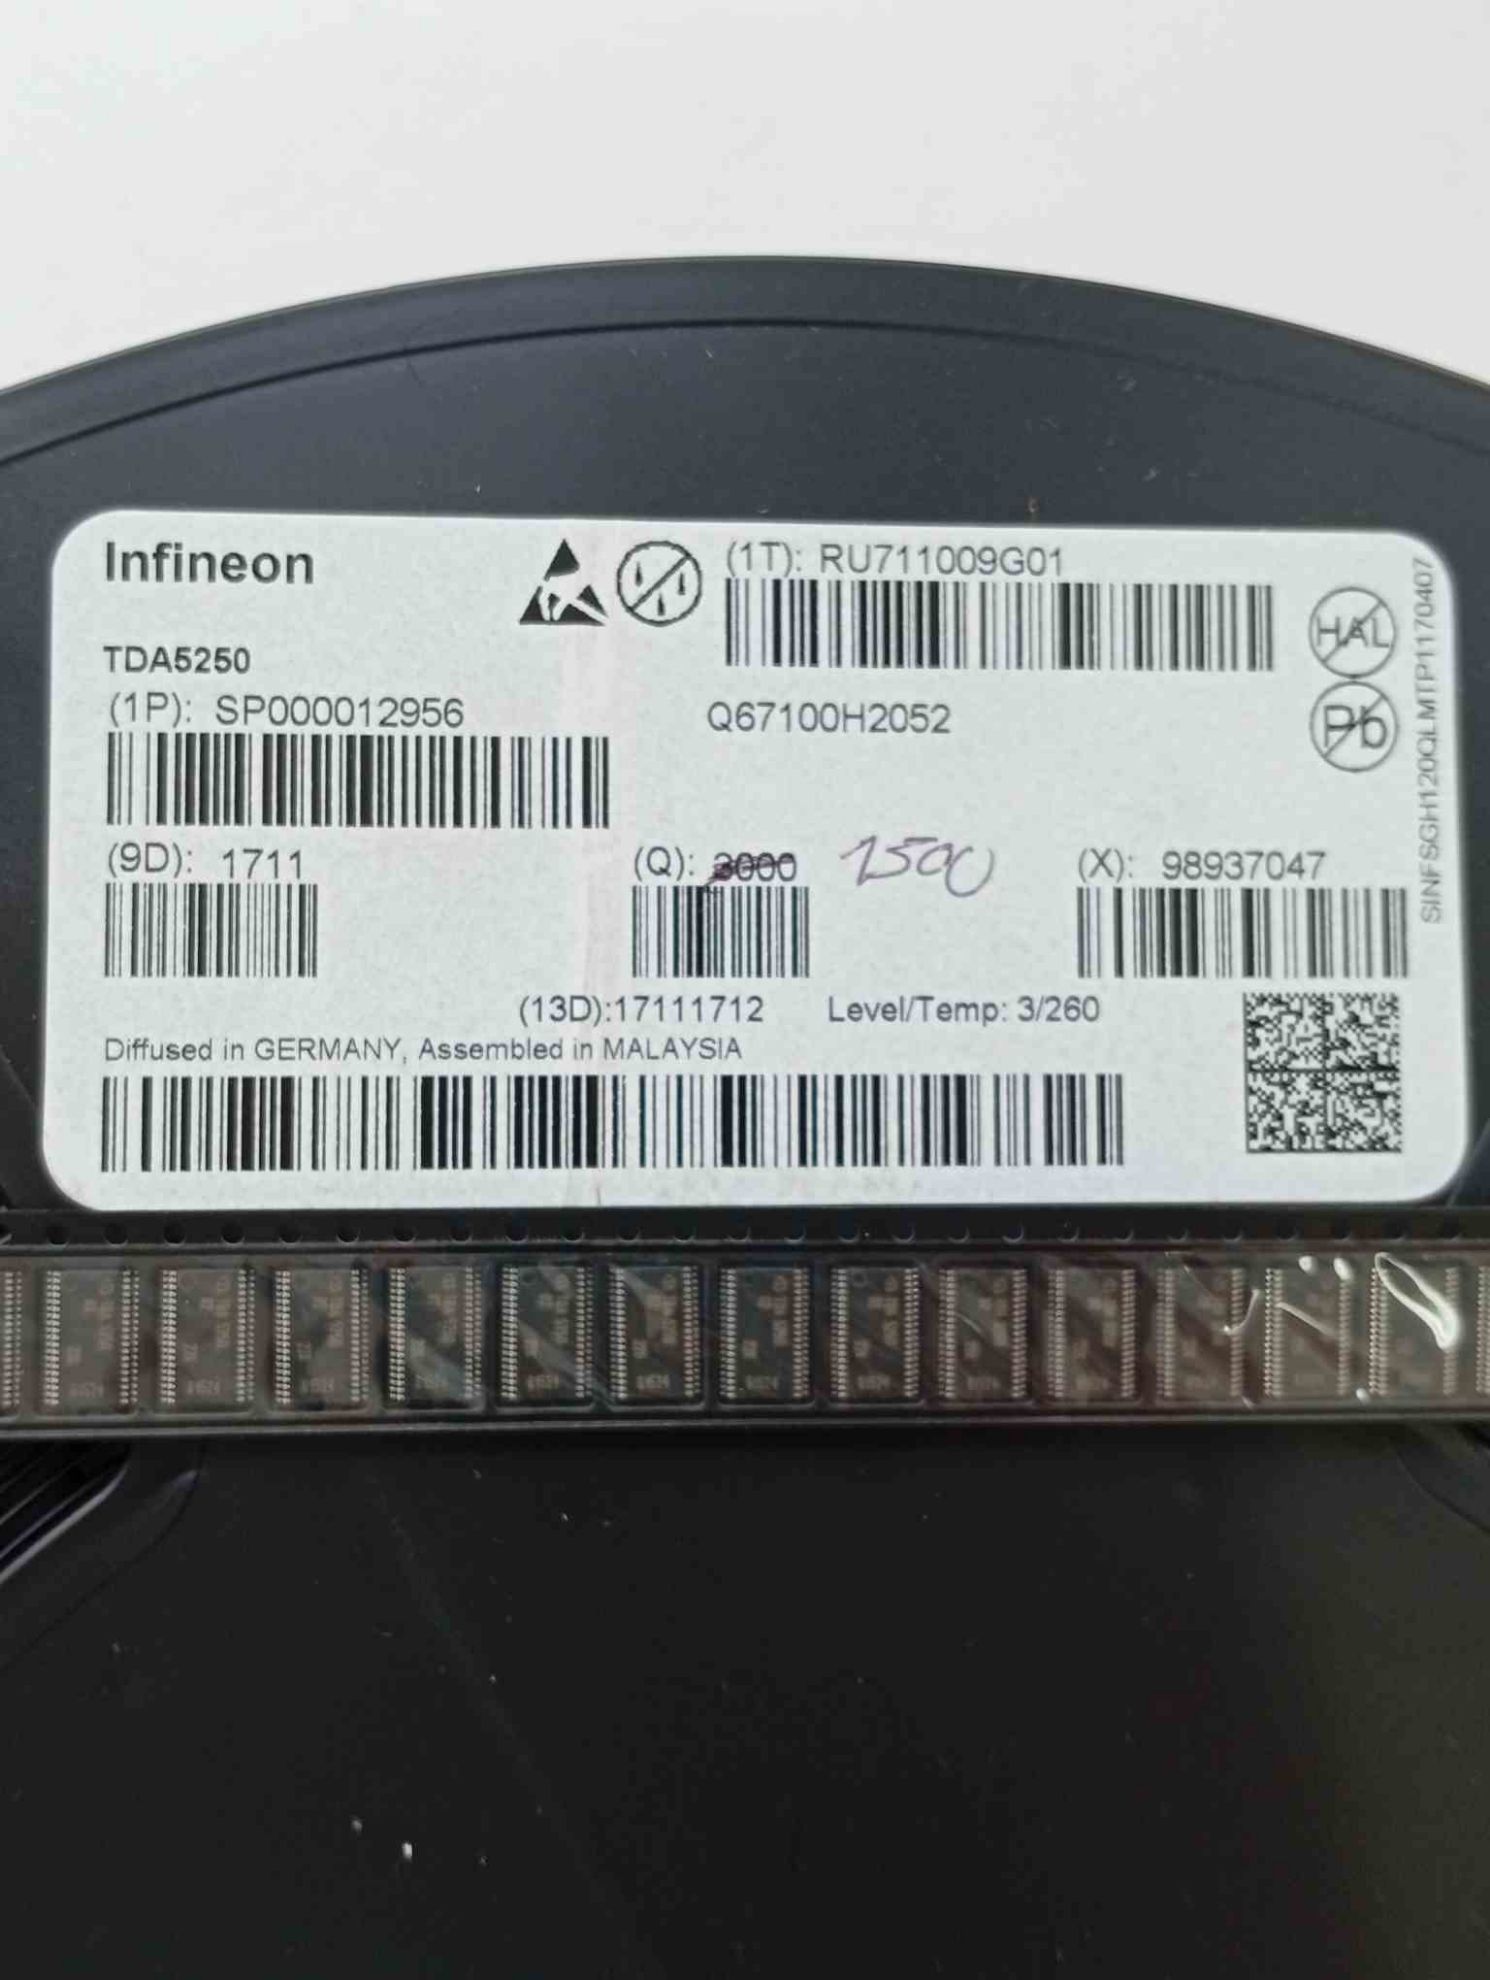 Infineon
(1T): RU711009G01
HAL
TDA5250
(1P): SP000012956
Q67100H2052
Pb
SINFSGH120QLMTP1170407
(9D): 1711
(Q): 3000 1500
(X): 98937047
(13D):17111712 Level/Temp: 3/260
Diffused in GERMANY, Assembled in MALAYSIA